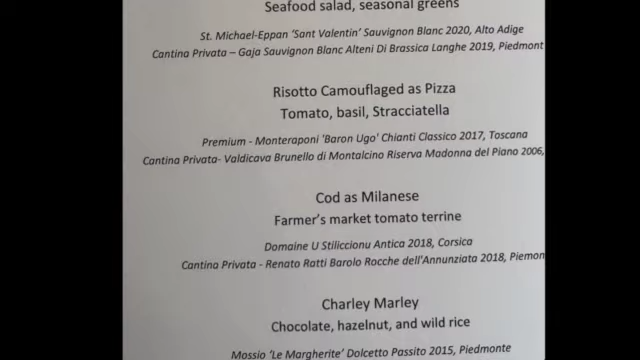 Seafood salad, seasonal greens
St. Michael-Eppan ‘Sant Valentin’ Sauvignon Blanc 2020, Alto Adige
Cantina Privata – Gaja Sauvignon Blanc Alteni Di Brassica Langhe 2019, Piedmont
Risotto Camouflaged as Pizza
Tomato, basil, Stracciatella
Premium - Monteraponi 'Baron Ugo' Chianti Classico 2017, Toscana
Cantina Privata- Valdicava Brunello di Montalcino Riserva Madonna del Piano 2006,
Cod as Milanese
Farmer’s market tomato terrine
Domaine U Stiliccionu Antica 2018, Corsica
Cantina Privata - Renato Ratti Barolo Rocche dell'Annunziata 2018, Piemon
Charley Marley
Chocolate, hazelnut, and wild rice
Mossio ‘Le Margherite’ Dolcetto Passito 2015, Piedmonte